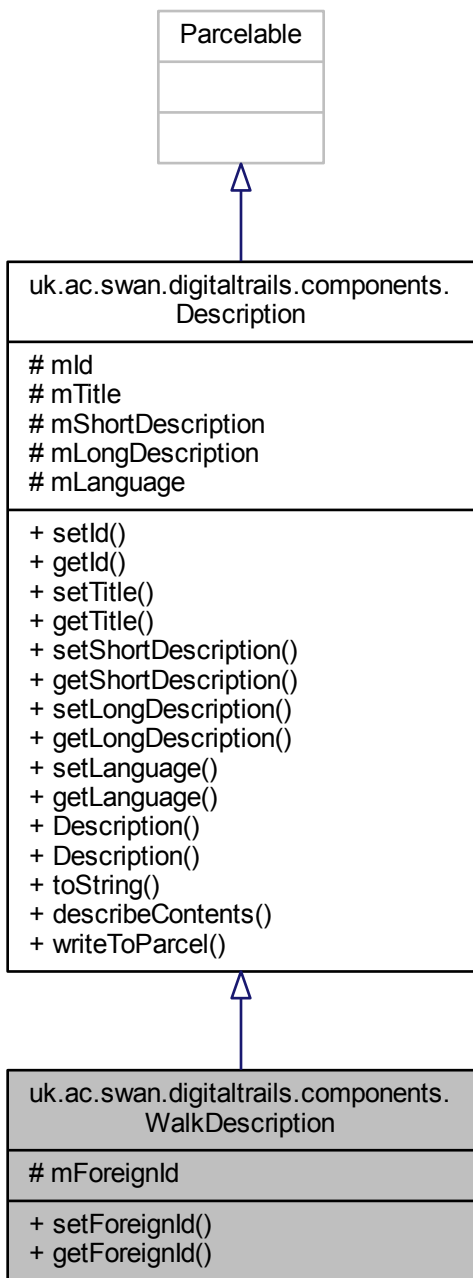 Parcelable
uk.ac.swan.digitaltrails.components.
Description
# mId
# mTitle
# mShortDescription
# mLongDescription
# mLanguage
+ setId()
+ getId()
+ setTitle()
+ getTitle()
+ setShortDescription()
+ getShortDescription()
+ setLongDescription()
+ getLongDescription()
+ setLanguage()
+ getLanguage()
+ Description()
+ Description()
+ toString()
+ describeContents()
+ writeToParcel()
uk.ac.swan.digitaltrails.components.
WalkDescription
# mForeignId
+ setForeignId()
+ getForeignId()